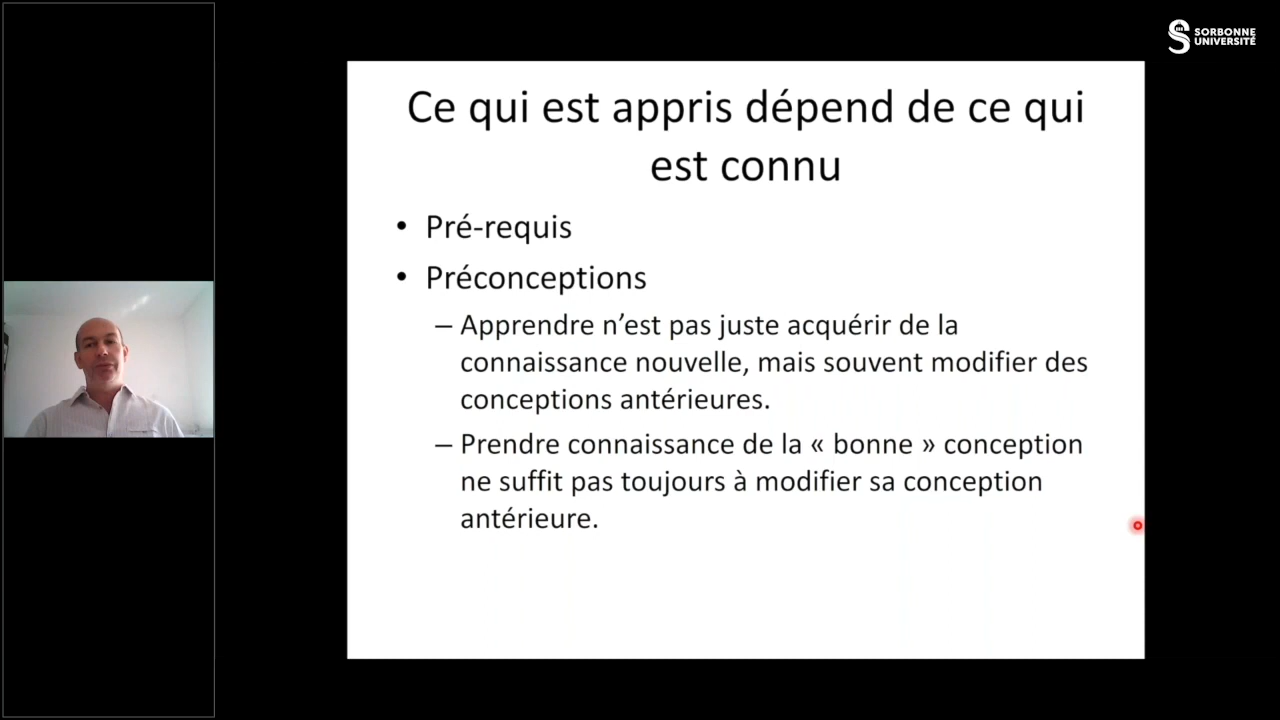 SORBONNE
UNIVERSITÉ
Ce qui est appris dépend de ce qui
est connu
• Pré-requis
• Préconceptions
– Apprendre n’est pas juste acquérir de la
connaissance nouvelle, mais souvent modifier des
conceptions antérieures.
– Prendre connaissance de la « bonne » conception
ne suffit pas toujours à modifier sa conception
antérieure.